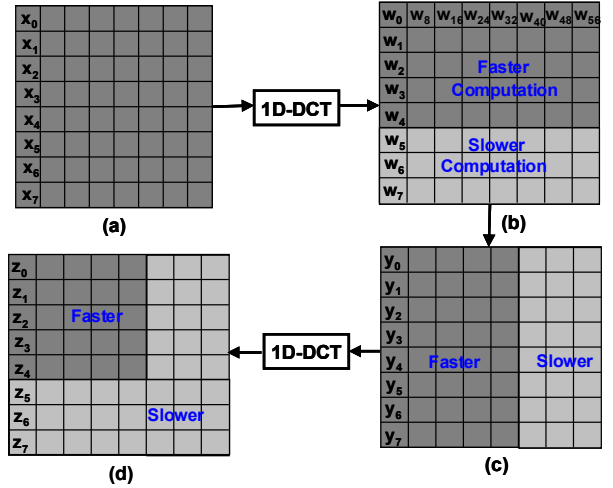 x0
x1
x2
x3
x4
x5
x6
x7
(a)
1D-DCT
w0 w8 w16 w24 w32 w40 w48 w56
w1
w2
w3
w4
w5
w6
w7
Faster
Computation
Slower
Computation
(b)
z0
z1
z2
z3
z4
z5
z6
z7
Faster
Slower
(d)
1D-DCT
y0
y1
y2
y3
y4
y5
y6
y7
Faster
Slower
(c)